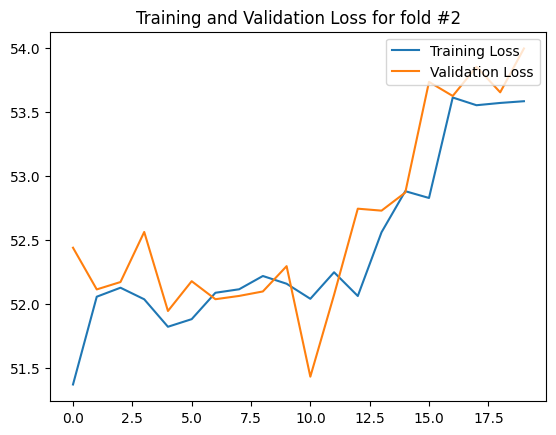 Training and Validation Loss for fold #2
Training Loss
Validation Loss
54.0
53.5
53.0
52.5
52.0
51.5
0.0 2.5 5.0 7.5 10.0 12.5 15.0 17.5